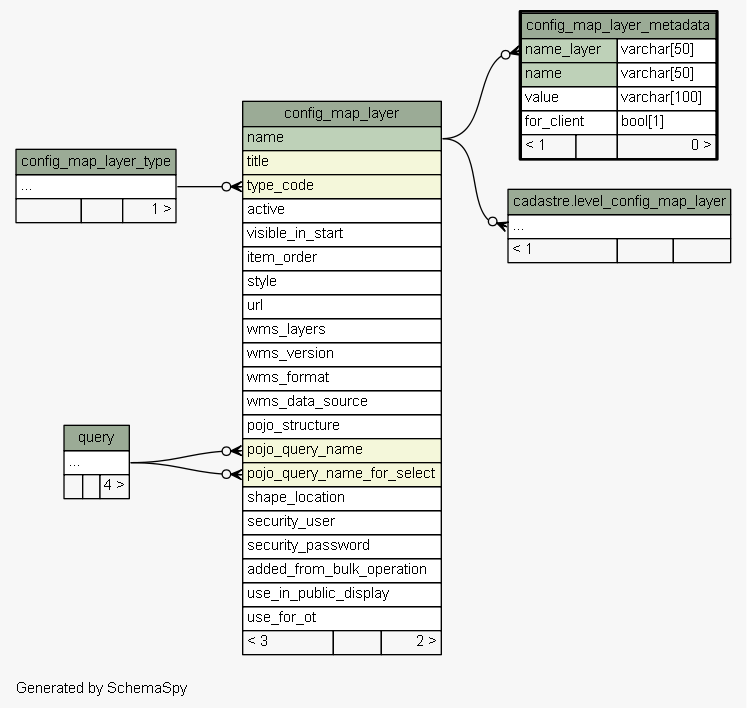 config_map_layer_metadata
name_layer varchar[50]
name varchar[50]
value varchar[100]
for_client bool[1]
< 1 0 >
config_map_layer
name
title
type_code
active
visible_in_start
item_order
style
url
wms_layers
wms_version
wms_format
wms_data_source
pojo_structure
pojo_query_name
pojo_query_name_for_select
shape_location
security_user
security_password
added_from_bulk_operation
use_in_public_display
use_for_ot
< 3 2 >
config_map_layer_type
...
1 >
cadastre.level_config_map_layer
...
< 1
query
...
4 >
Generated by SchemaSpy